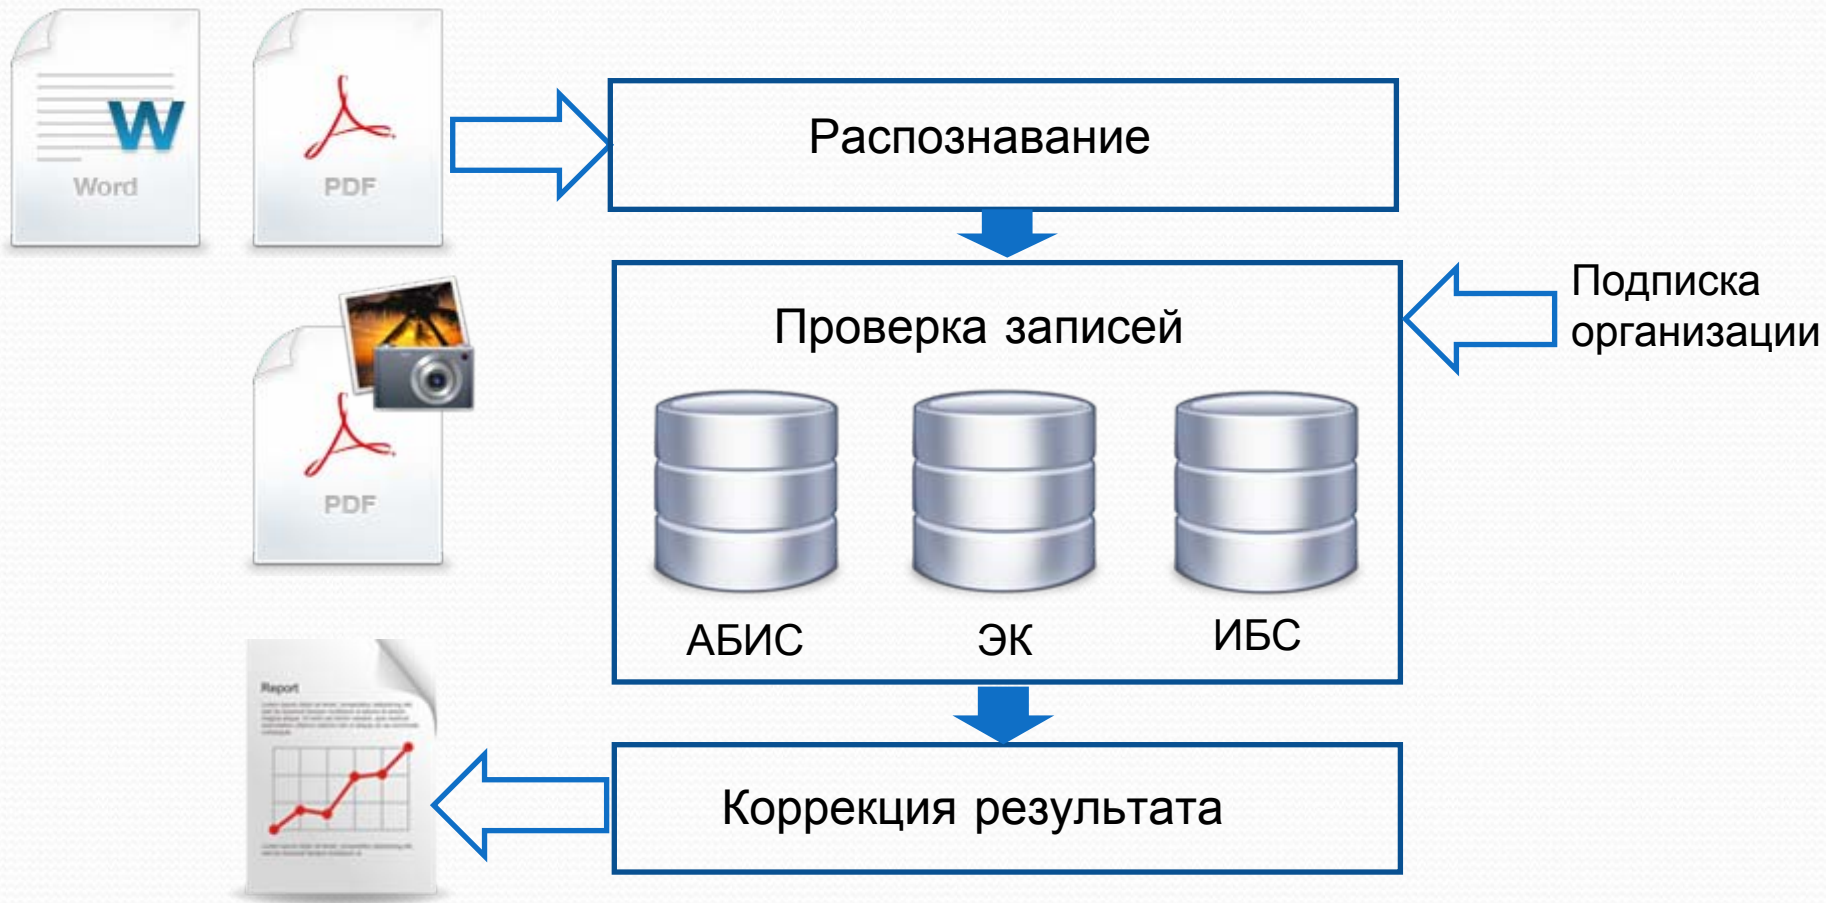 Word
PDF
Распознавание
Подписка
организации
Проверка записей
PDF
АБИС
ЭК
ИБС
Report
Коррекция результата